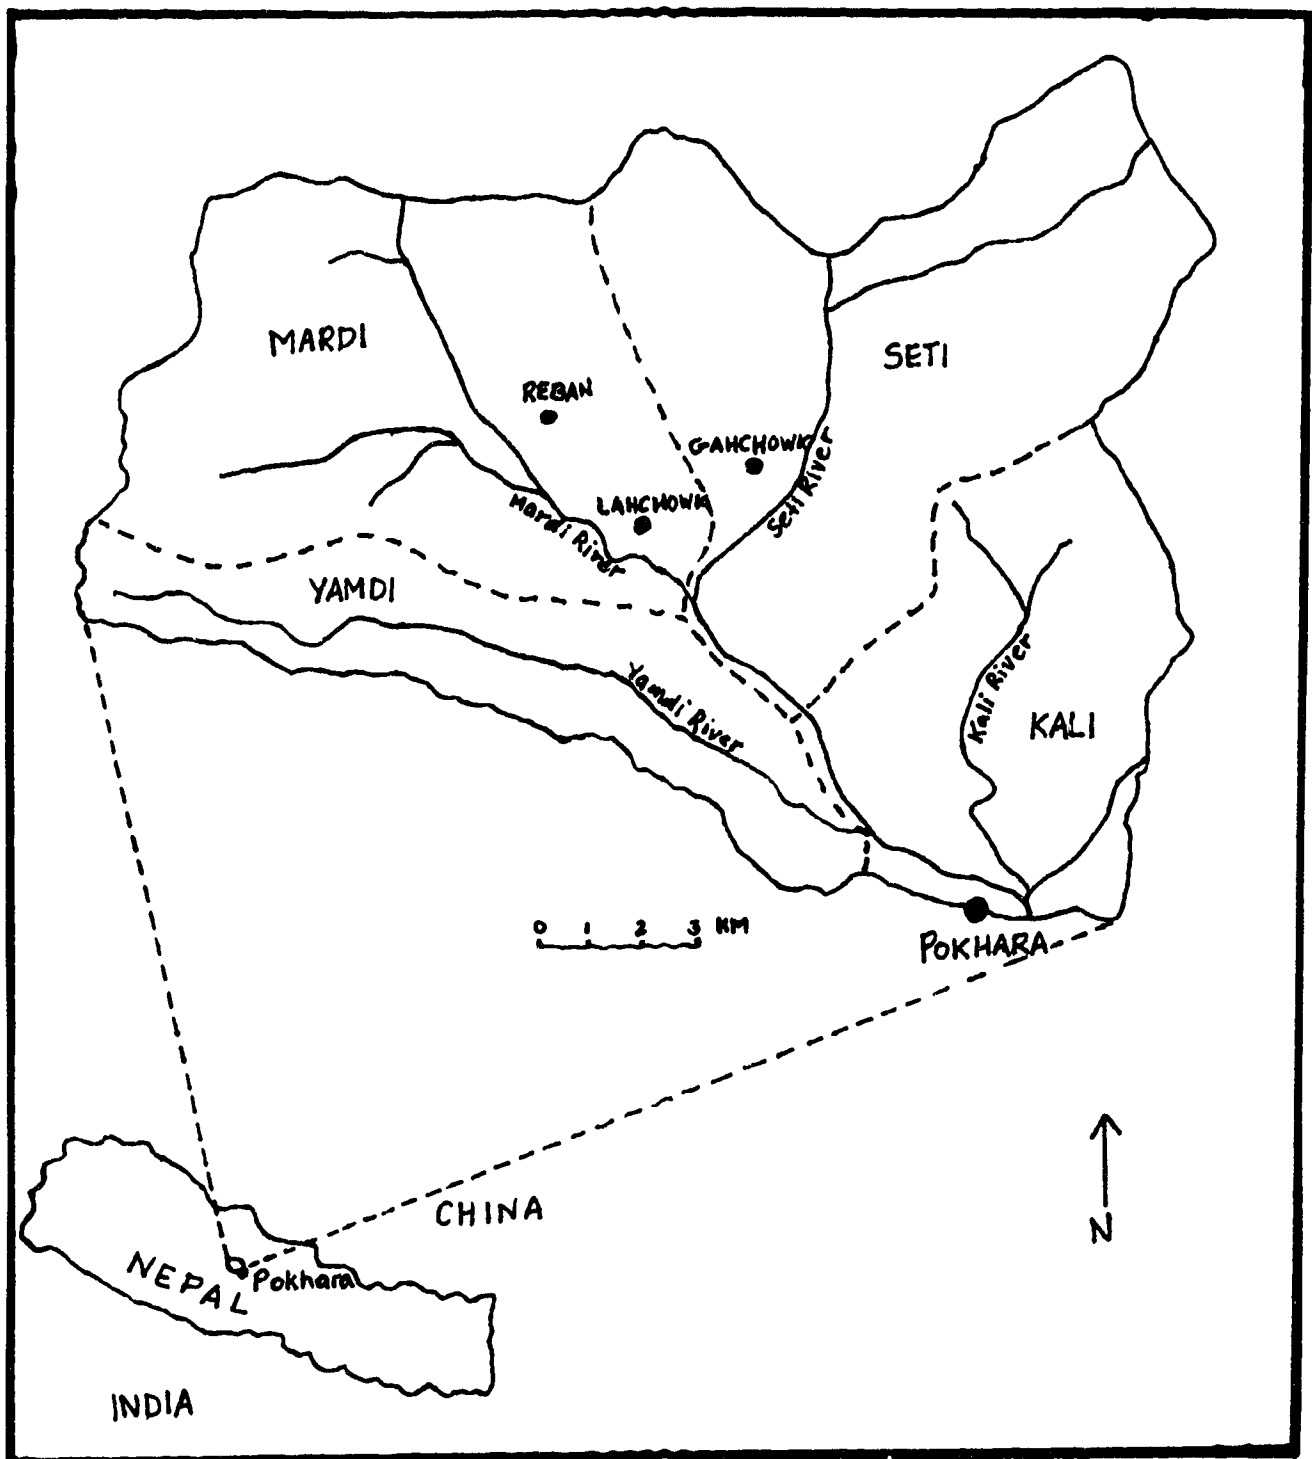 MARDI
SETI
REBAN
GAHCHOWK
LAHCHOWK
Seti River
Mardi River
YAMDI
Yamdi River
Kali River
KALI
0 1 2 3 KM
POKHARA
CHINA
N
NEPAL
Pokhara
INDIA